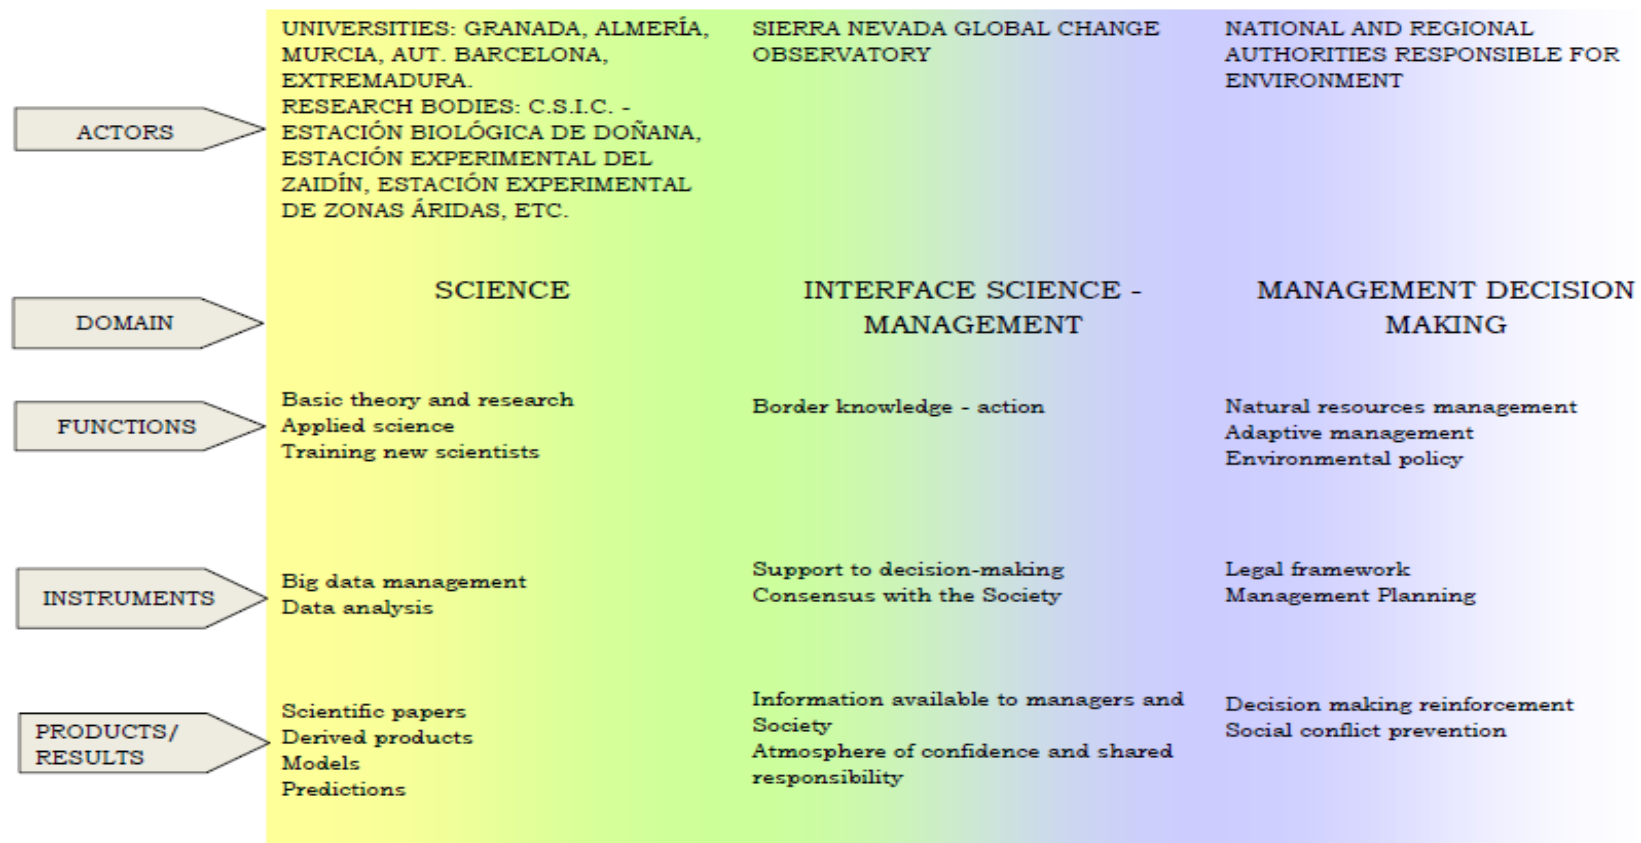 ACTORS
UNIVERSITIES: GRANADA, ALMERÍA,
MURCIA, AUT. BARCELONA,
EXTREMADURA.
RESEARCH BODIES: C.S.I.C. -
ESTACIÓN BIOLÓGICA DE DOÑANA,
ESTACIÓN EXPERIMENTAL DEL
ZAIDÍN, ESTACIÓN EXPERIMENTAL
DE ZONAS ÁRIDAS, ETC.
SIERRA NEVADA GLOBAL CHANGE
OBSERVATORY
NATIONAL AND REGIONAL
AUTHORITIES RESPONSIBLE FOR
ENVIRONMENT
DOMAIN
SCIENCE
INTERFACE SCIENCE -
MANAGEMENT
MANAGEMENT DECISION
MAKING
FUNCTIONS
Basic theory and research
Applied science
Training new scientists
Border knowledge - action
Natural resources management
Adaptive management
Environmental policy
INSTRUMENTS
Big data management
Data analysis
Support to decision-making
Consensus with the Society
Legal framework
Management Planning
PRODUCTS/
RESULTS
Scientific papers
Derived products
Models
Predictions
Information available to managers and
Society
Atmosphere of confidence and shared
responsibility
Decision making reinforcement
Social conflict prevention